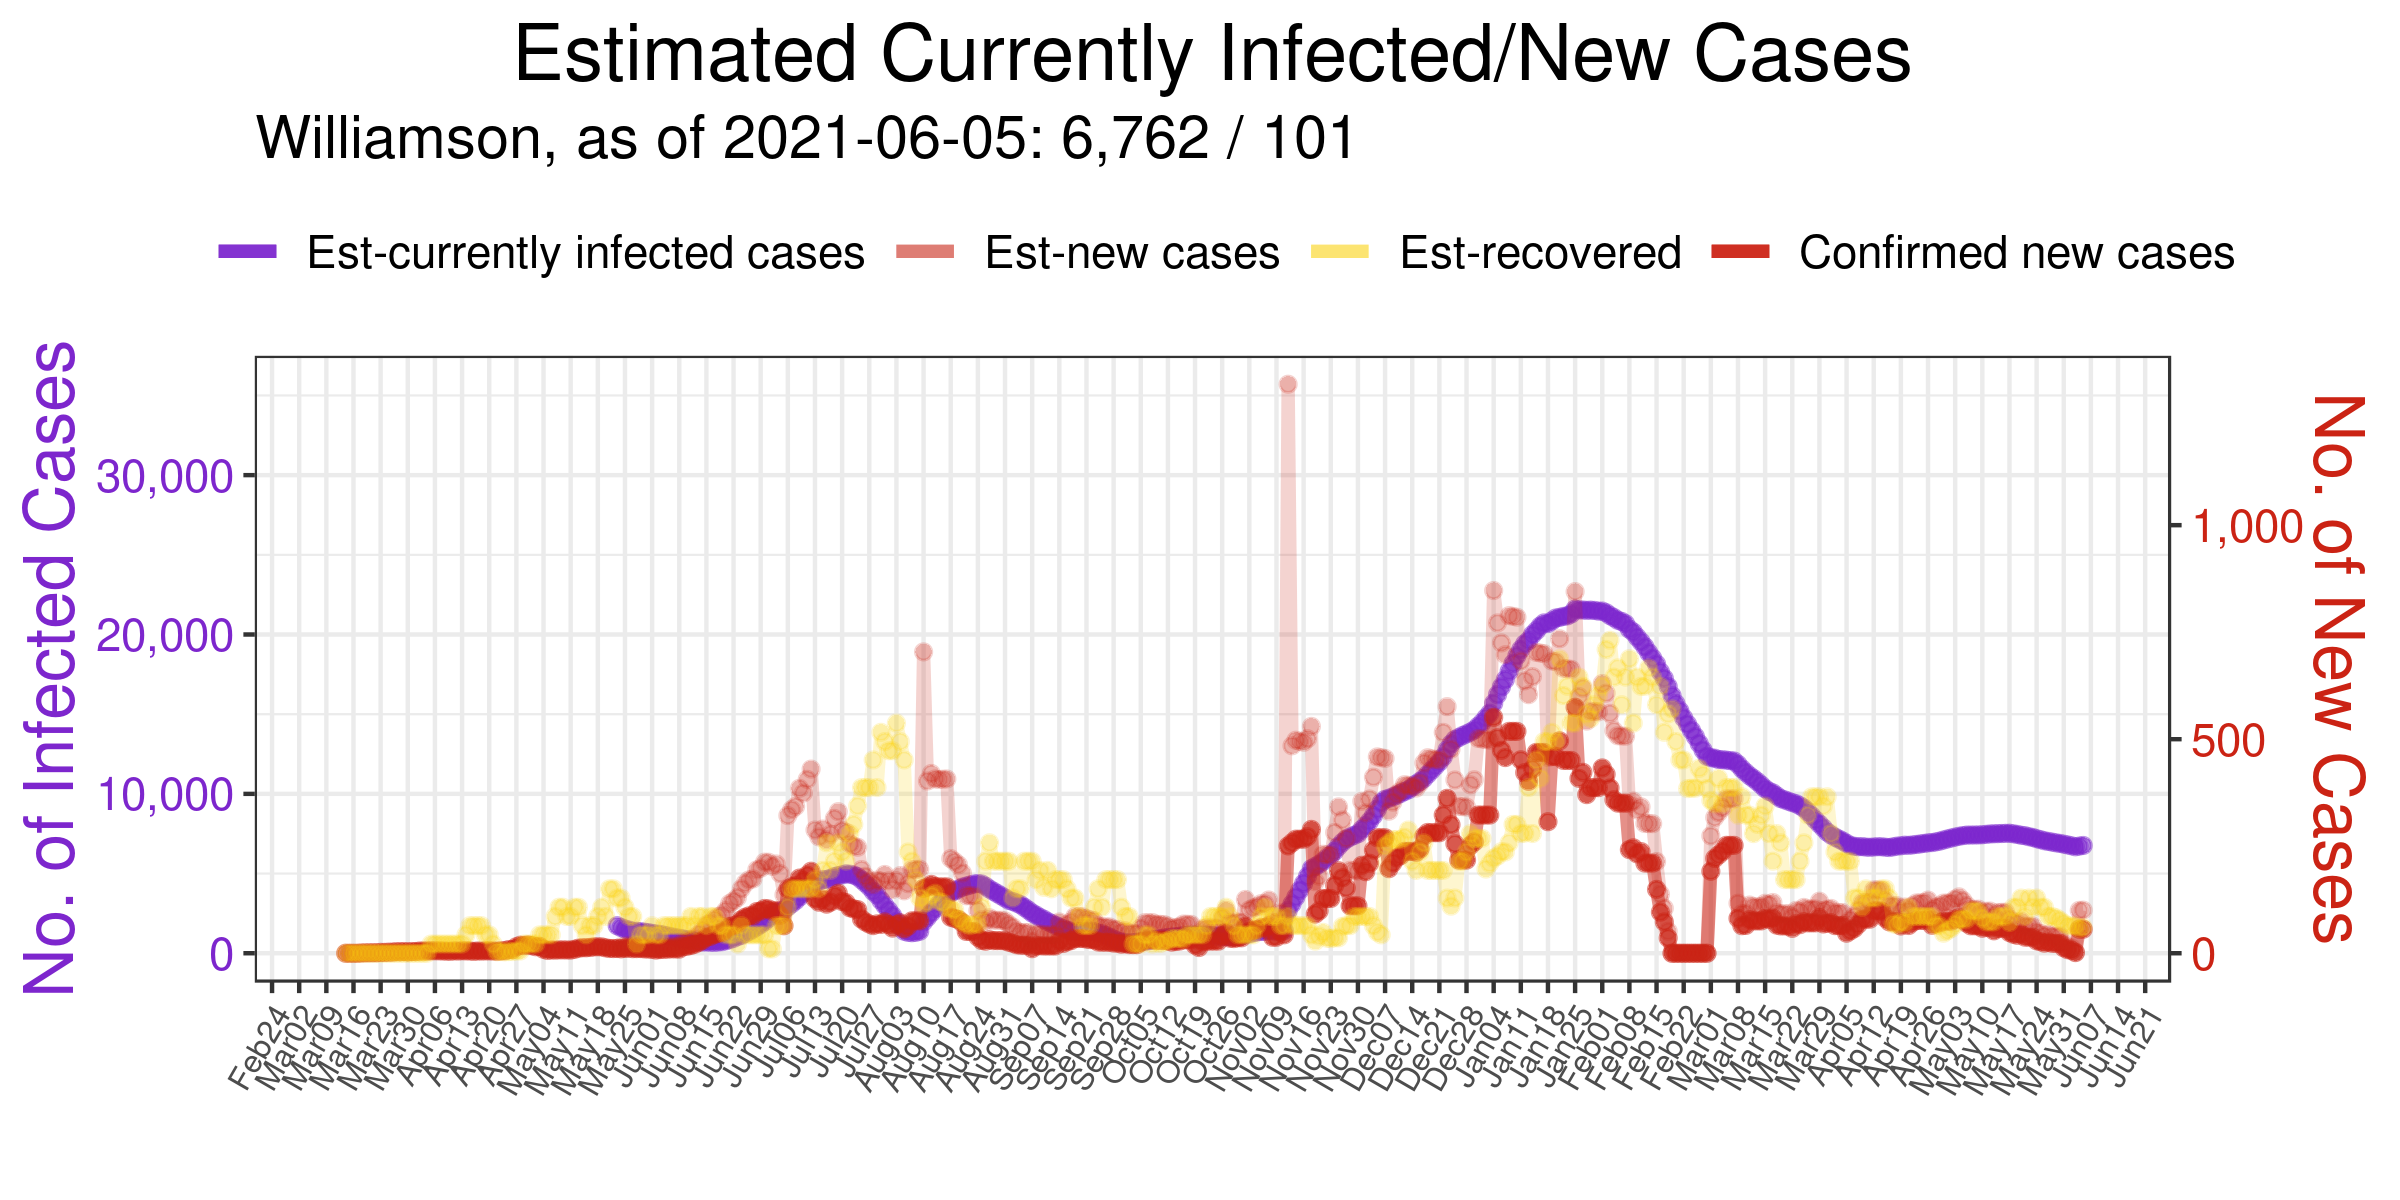 Estimated Currently Infected/New Cases
Williamson, as of 2021-06-05: 6,762 / 101
Est-currently infected cases Est-new cases Est-recovered Confirmed new cases
No. of Infected Cases
30,000
20,000
10,000
0
No. of New Cases
1,000
500
0
Feb24 Mar02 Mar09 Mar16 Mar23 Mar30 Apr06 Apr13 Apr20 Apr27 May04 May11 May18 May25 Jun01 Jun08 Jun15 Jun22 Jun29 Jul06 Jul13 Jul20 Jul27 Aug03 Aug10 Aug17 Aug24 Aug31 Sep07 Sep14 Sep21 Sep28 Oct05 Oct12 Oct19 Oct26 Nov02 Nov09 Nov16 Nov23 Nov30 Dec07 Dec14 Dec21 Dec28 Jan04 Jan11 Jan18 Jan25 Feb01 Feb08 Feb15 Feb22 Mar01 Mar08 Mar15 Mar22 Mar29 Apr05 Apr12 Apr19 Apr26 May03 May10 May17 May24 May31 Jun07 Jun14 Jun21